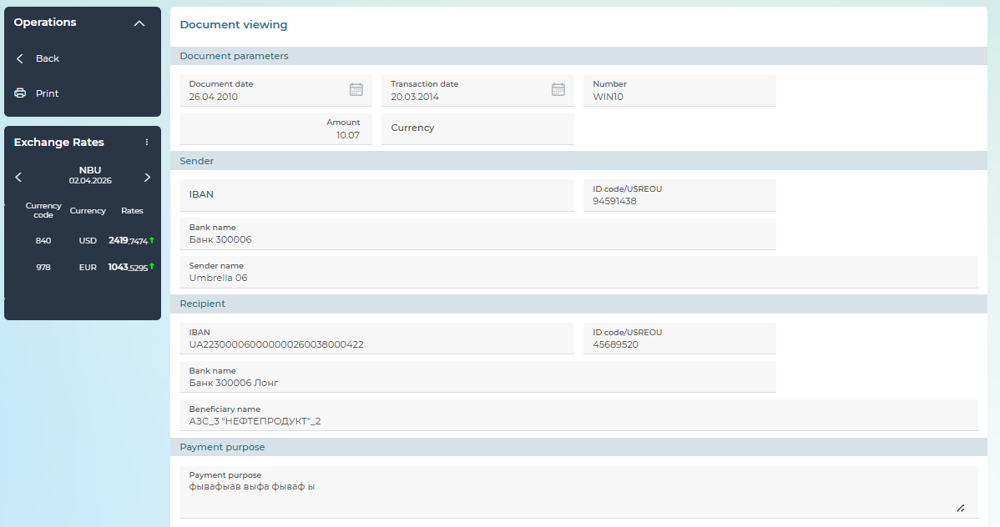 Operations
Back
Print
Exchange Rates
NBU
02.04.2026
Currency code Currency Rates
840 USD 2419.7474
978 EUR 1043.5295
Document viewing
Document parameters
Document date
26.04.2010
Transaction date
20.03.2014
Number
WIN10
Amount
10.07
Currency
Sender
IBAN
ID code/USREOU
94591438
Bank name
Банк 300006
Sender name
Umbrella 06
Recipient
IBAN
UA223000060000000260038000422
ID code/USREOU
45689520
Bank name
Банк 300006 Лонг
Beneficiary name
АЗС_3 "НЕФТЕПРОДУКТ"_2
Payment purpose
Payment purpose
фывафыав выфа фываф ы